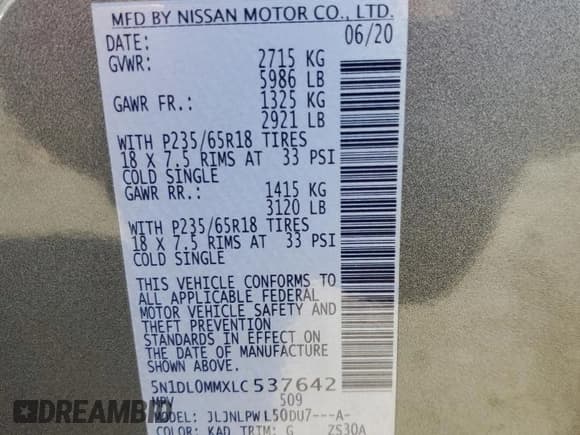 MFD BY NISSAN MOTOR CO., LTD.
DATE: 06/20
GVWR: 2715 KG
5986 LB
GAWR FR.: 1325 KG
2921 LB
WITH P235/65R18 TIRES
18 X 7.5 RIMS AT 33 PSI
COLD SINGLE
GAWR RR.: 1415 KG
3120 LB
WITH P235/65R18 TIRES
18 X 7.5 RIMS AT 33 PSI
COLD SINGLE
THIS VEHICLE CONFORMS TO
ALL APPLICABLE FEDERAL
MOTOR VEHICLE SAFETY AND
THEFT PREVENTION
STANDARDS IN EFFECT ON
THE DATE OF MANUFACTURE
SHOWN ABOVE.
5N1DL0MMXLC537642
MPV 509
MODEL: JLJNLPWL50DU7---A-
COLOR: KAD TRIM: G ZS30A